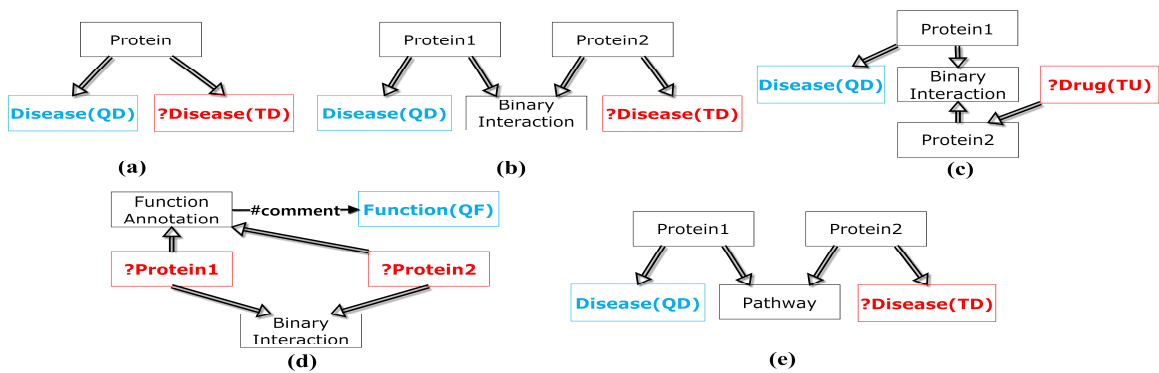 Protein
Disease(QD)
?Disease(TD)
(a)
Protein1
Protein2
Disease(QD)
Binary
Interaction
?Disease(TD)
(b)
Protein1
Disease(QD)
Binary
Interaction
?Drug(TU)
Protein2
(c)
Function
Annotation
#comment
Function(QF)
?Protein1
?Protein2
Binary
Interaction
(d)
Protein1
Protein2
Disease(QD)
Pathway
?Disease(TD)
(e)